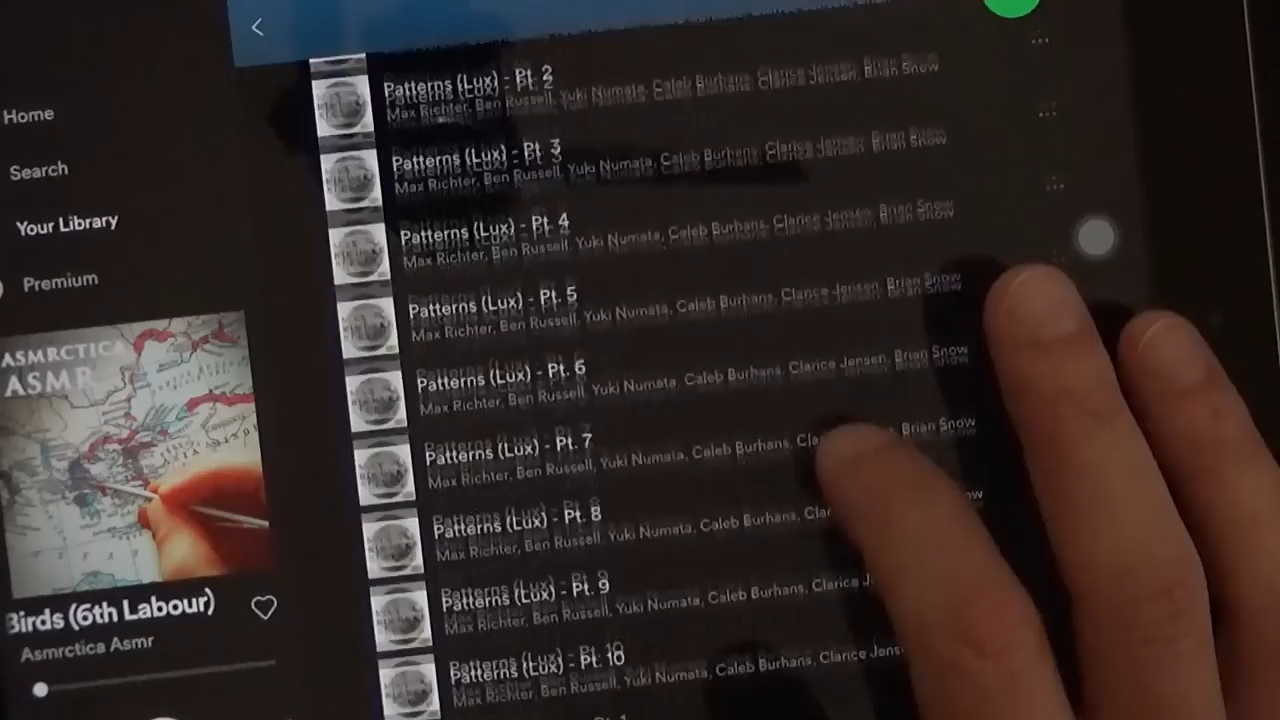 Home
Search
Your Library
Premium
ASMRCTICA
ASMR
Birds (6th Labour)
Asmrctica Asmr
Patterns (Lux) - Pt. 2
Max Richter, Ben Russell, Yuki Numata, Caleb Burhans, Clarice Jensen, Brian Snow
Patterns (Lux) - Pt. 3
Max Richter, Ben Russell, Yuki Numata, Caleb Burhans, Clarice Jensen, Brian Snow
Patterns (Lux) - Pt. 4
Max Richter, Ben Russell, Yuki Numata, Caleb Burhans, Clarice Jensen, Brian Snow
Patterns (Lux) - Pt. 5
Max Richter, Ben Russell, Yuki Numata, Caleb Burhans, Clarice Jensen, Brian Snow
Patterns (Lux) - Pt. 6
Max Richter, Ben Russell, Yuki Numata, Caleb Burhans, Clarice Jensen, Brian Snow
Patterns (Lux) - Pt. 7
Max Richter, Ben Russell, Yuki Numata, Caleb Burhans, Cla Brian Snow
Patterns (Lux) - Pt. 8
Max Richter, Ben Russell, Yuki Numata, Caleb Burhans, Clar ow
Patterns (Lux) - Pt. 9
Max Richter, Ben Russell, Yuki Numata, Caleb Burhans, Clarice J
Patterns (Lux) - Pt. 10
Max Richter, Ben Russell, Yuki Numata, Caleb Burhans, Clarice Jens